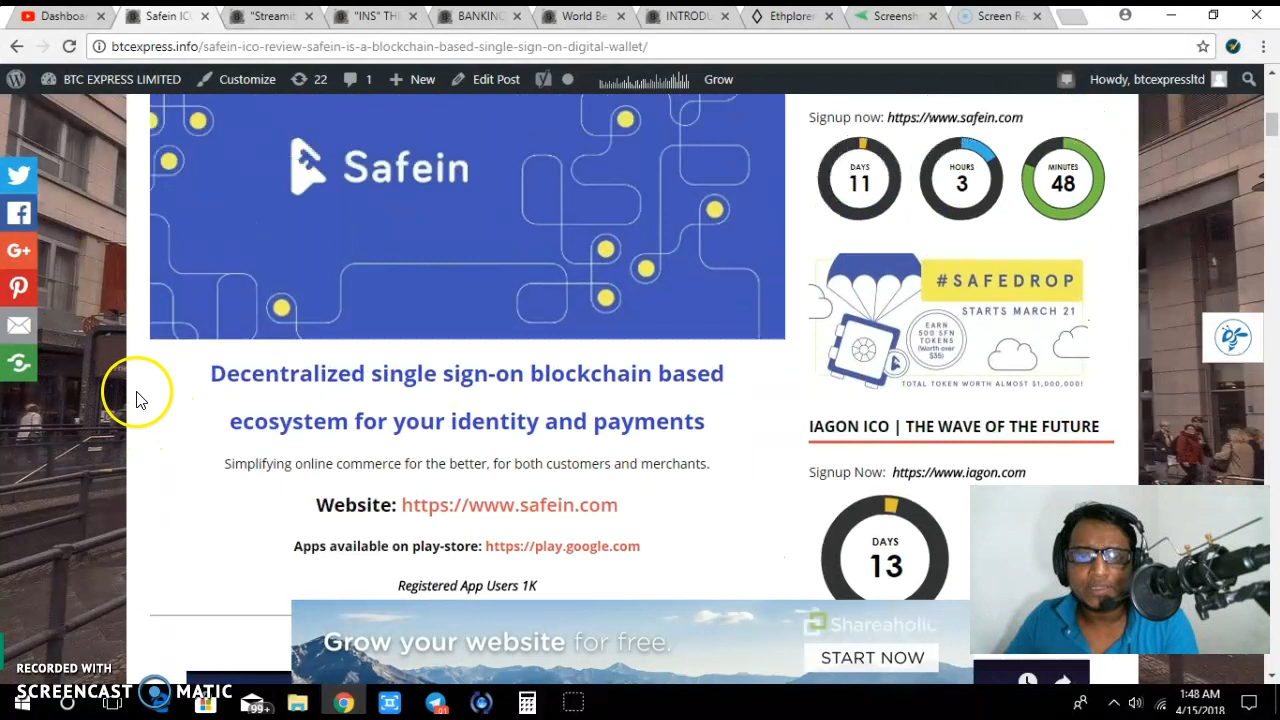 Dashboar
Safein IC
"Streami
"INS" TH
BANKIN
World Be
INTRODU
Ethplorer
Screensh
Screen Re
btcexpress.info/safein-ico-review-safein-is-a-blockchain-based-single-sign-on-digital-wallet/
BTC EXPRESS LIMITED
Customize
22
1
New
Edit Post
Grow
Howdy, btcexpressltd
Safein
Decentralized single sign-on blockchain based
ecosystem for your identity and payments
Simplifying online commerce for the better, for both customers and merchants.
Website: https://www.safein.com
Apps available on play-store: https://play.google.com
Registered App Users 1K
Signup now: https://www.safein.com
DAYS
11
HOURS
3
MINUTES
48
#SAFEDROP
STARTS MARCH 21
EARN
500 SFN
TOKENS
(Worth over
$35)
TOTAL TOKEN WORTH ALMOST $1,000,000!
IAGON ICO | THE WAVE OF THE FUTURE
Signup Now: https://www.iagon.com
DAYS
13
Grow your website for free.
Shareaholic
START NOW
RECORDED WITH
SCREENCAST MATIC
99+
01
1:48 AM
4/15/2018